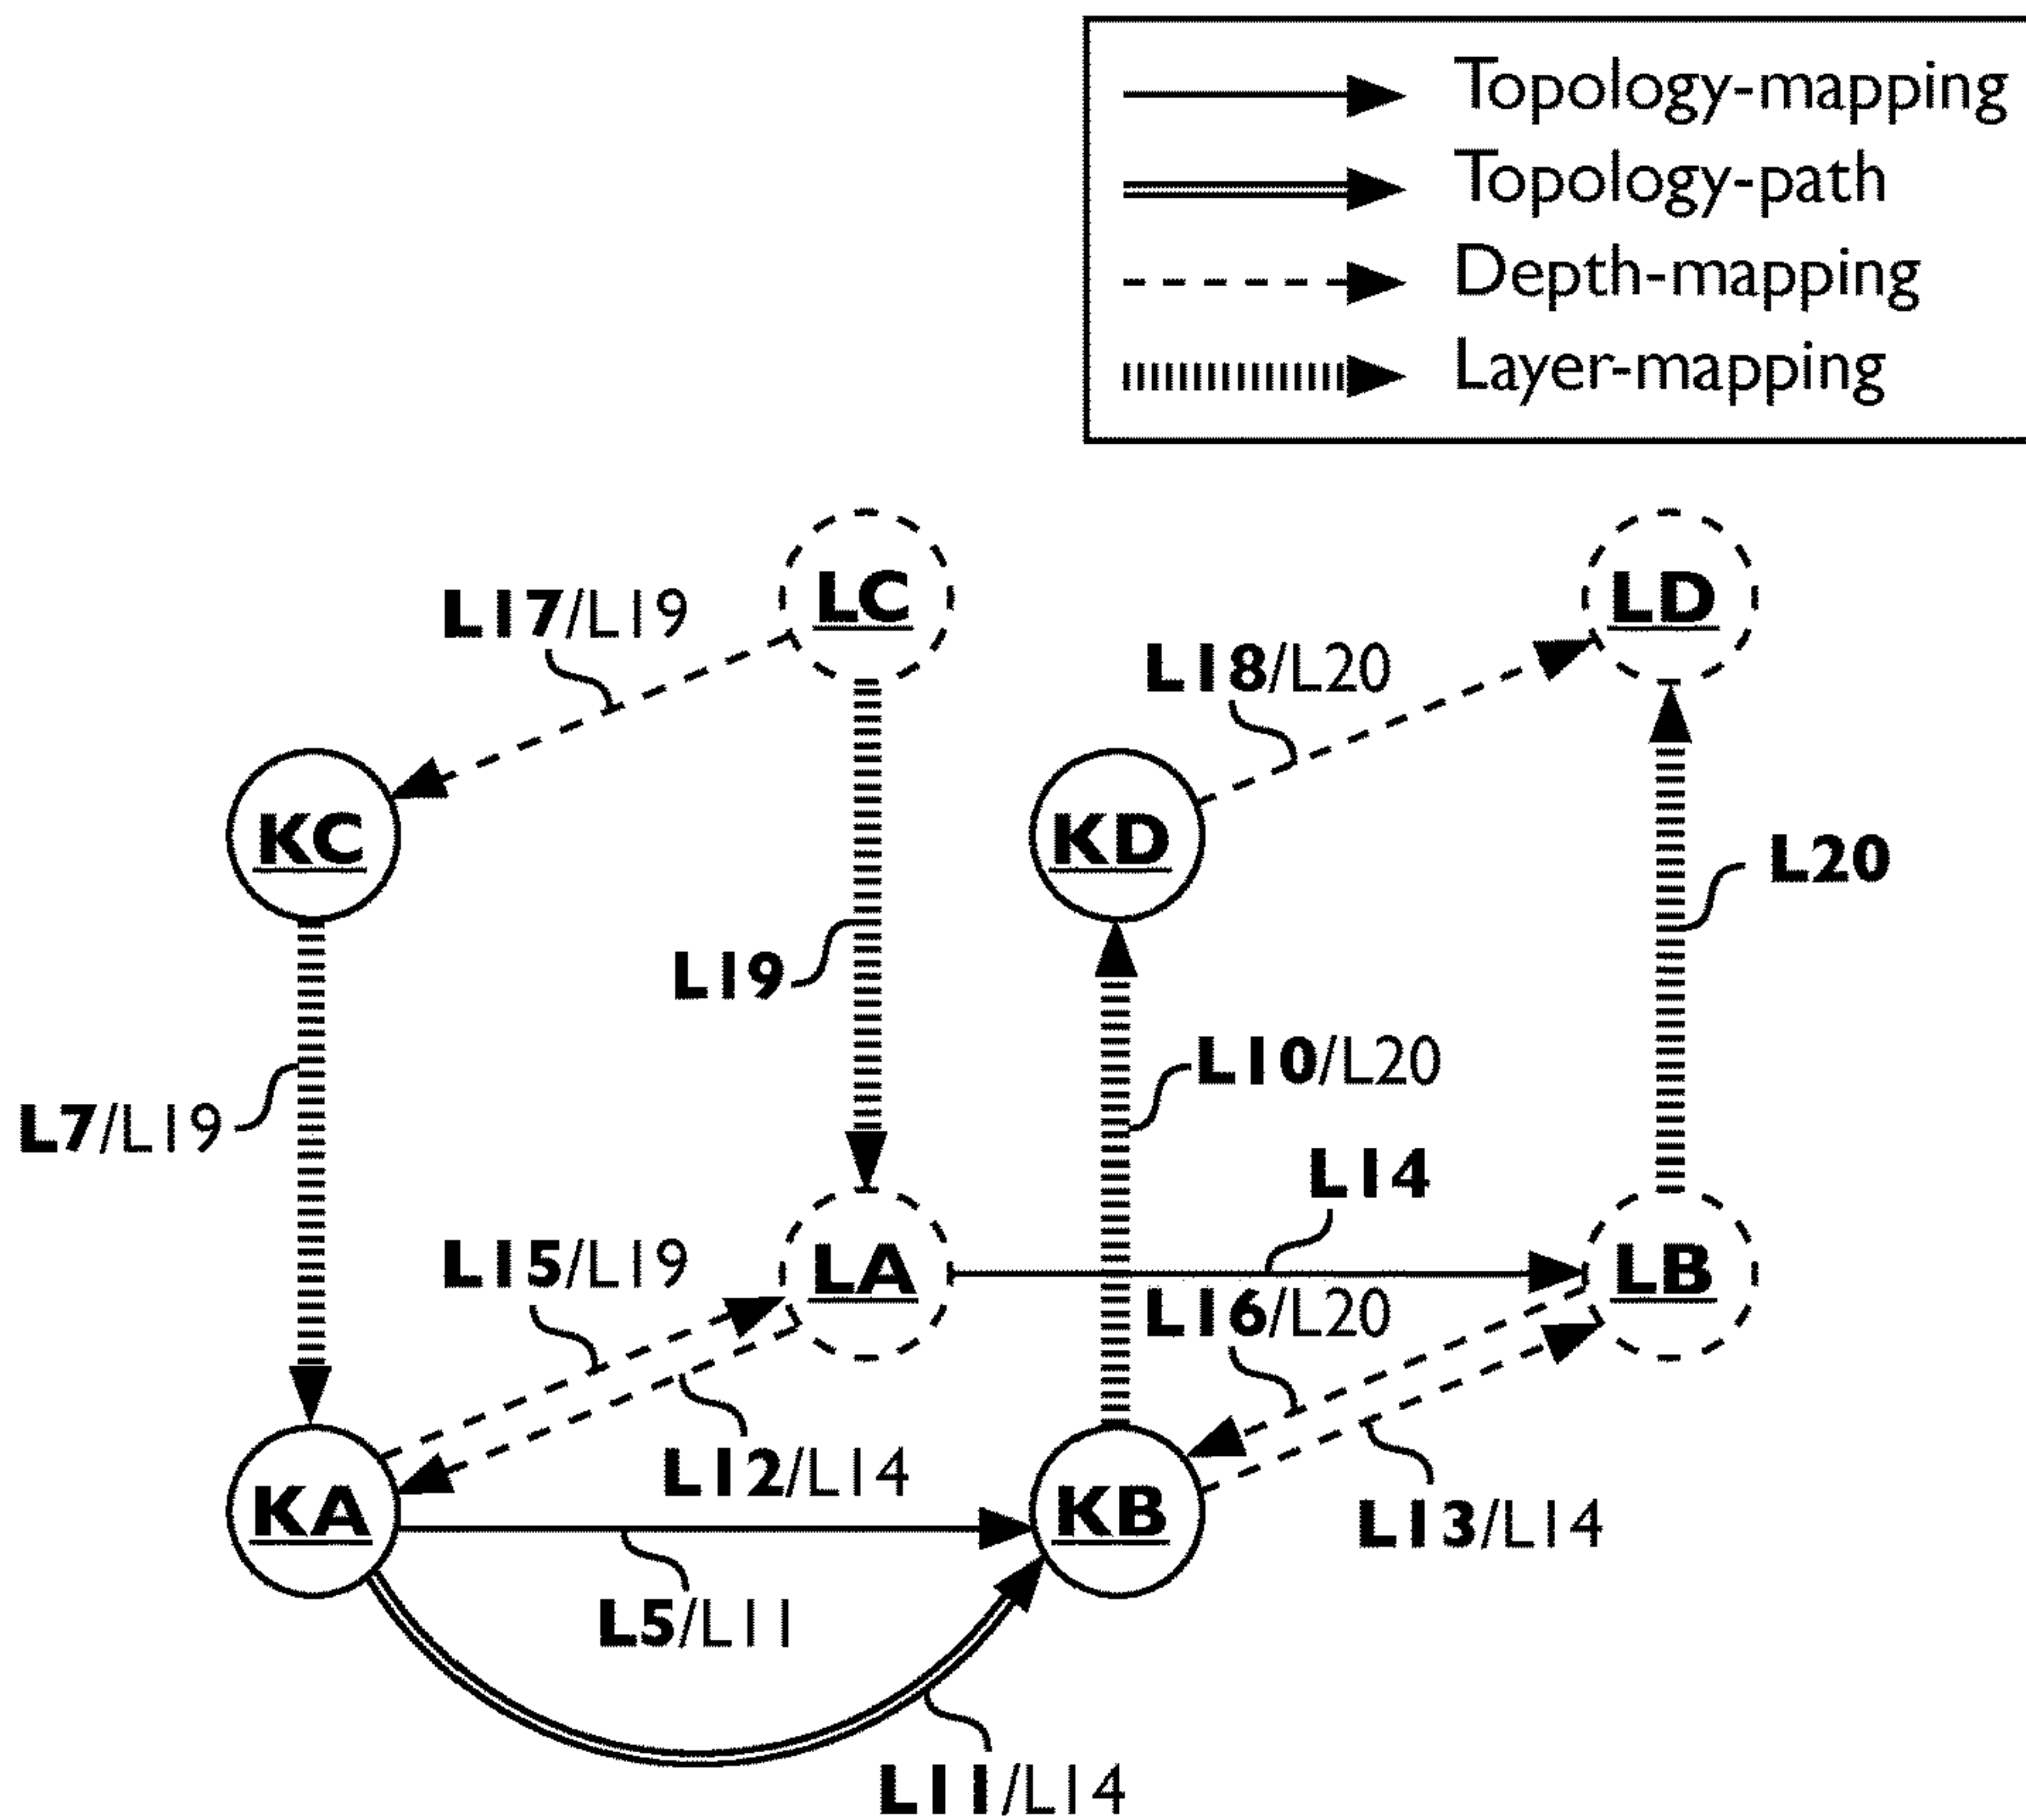 Topology-mapping
Topology-path
Depth-mapping
Layer-mapping
LC
LD
L17/L19
L18/L20
KC
KD
L20
L19
L10/L20
L7/L19
L14
L15/L19
LA
LB
L16/L20
L12/L14
KA
KB
L13/L14
L5/L11
L11/L14